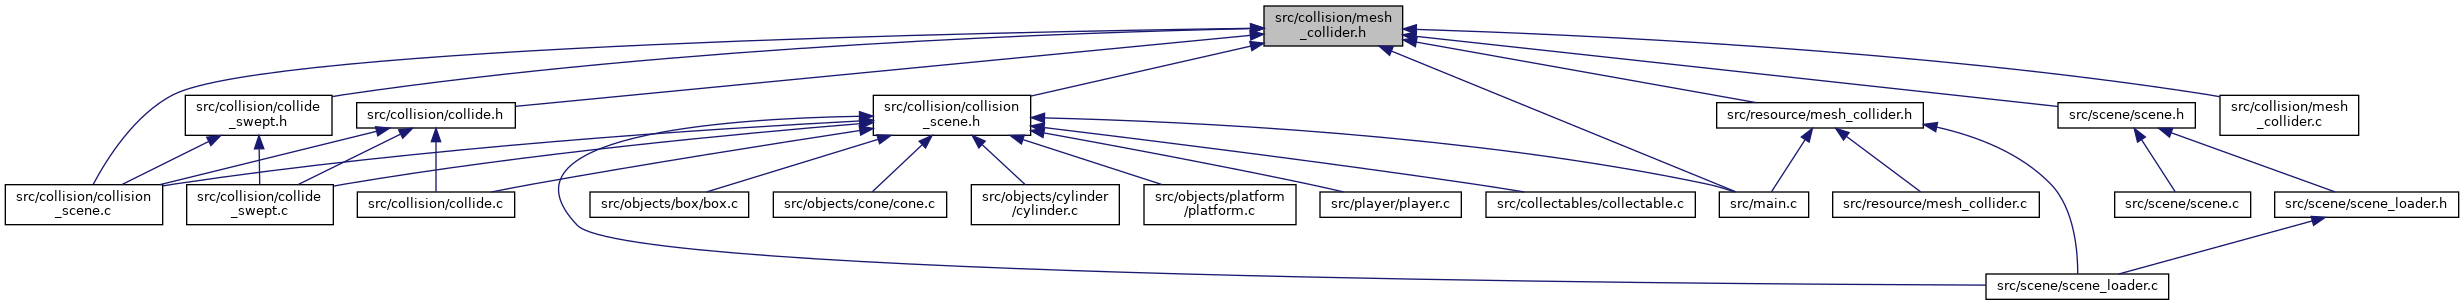 src/collision/mesh
_collider.h
src/collision/collide
_swept.h
src/collision/collide.h
src/collision/collision
_scene.h
src/resource/mesh_collider.h
src/scene/scene.h
src/collision/mesh
_collider.c
src/collision/collision
_scene.c
src/collision/collide
_swept.c
src/collision/collide.c
src/objects/box/box.c
src/objects/cone/cone.c
src/objects/cylinder
/cylinder.c
src/objects/platform
/platform.c
src/player/player.c
src/collectables/collectable.c
src/main.c
src/resource/mesh_collider.c
src/scene/scene.c
src/scene/scene_loader.h
src/scene/scene_loader.c